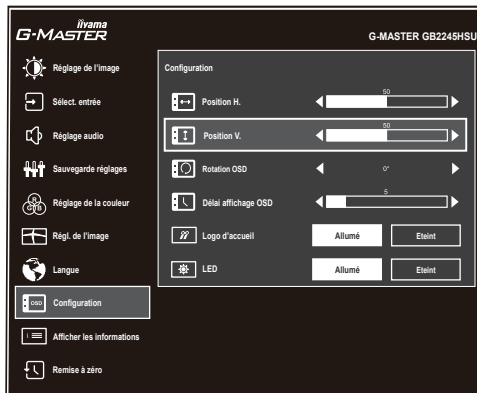 iiyama
G-MASTER
G-MASTER GB2245HSU
Réglage de l'image
Sélect. entrée
Réglage audio
Sauvegarde réglages
R
G B
Réglage de la couleur
Régl. de l'image
Langue
OSD
Configuration
i
Afficher les informations
Remise à zéro
Configuration
Position H.
50
Position V.
50
Rotation OSD
0°
Délai affichage OSD
5
Logo d'accueil
Allumé
Eteint
LED
Allumé
Eteint